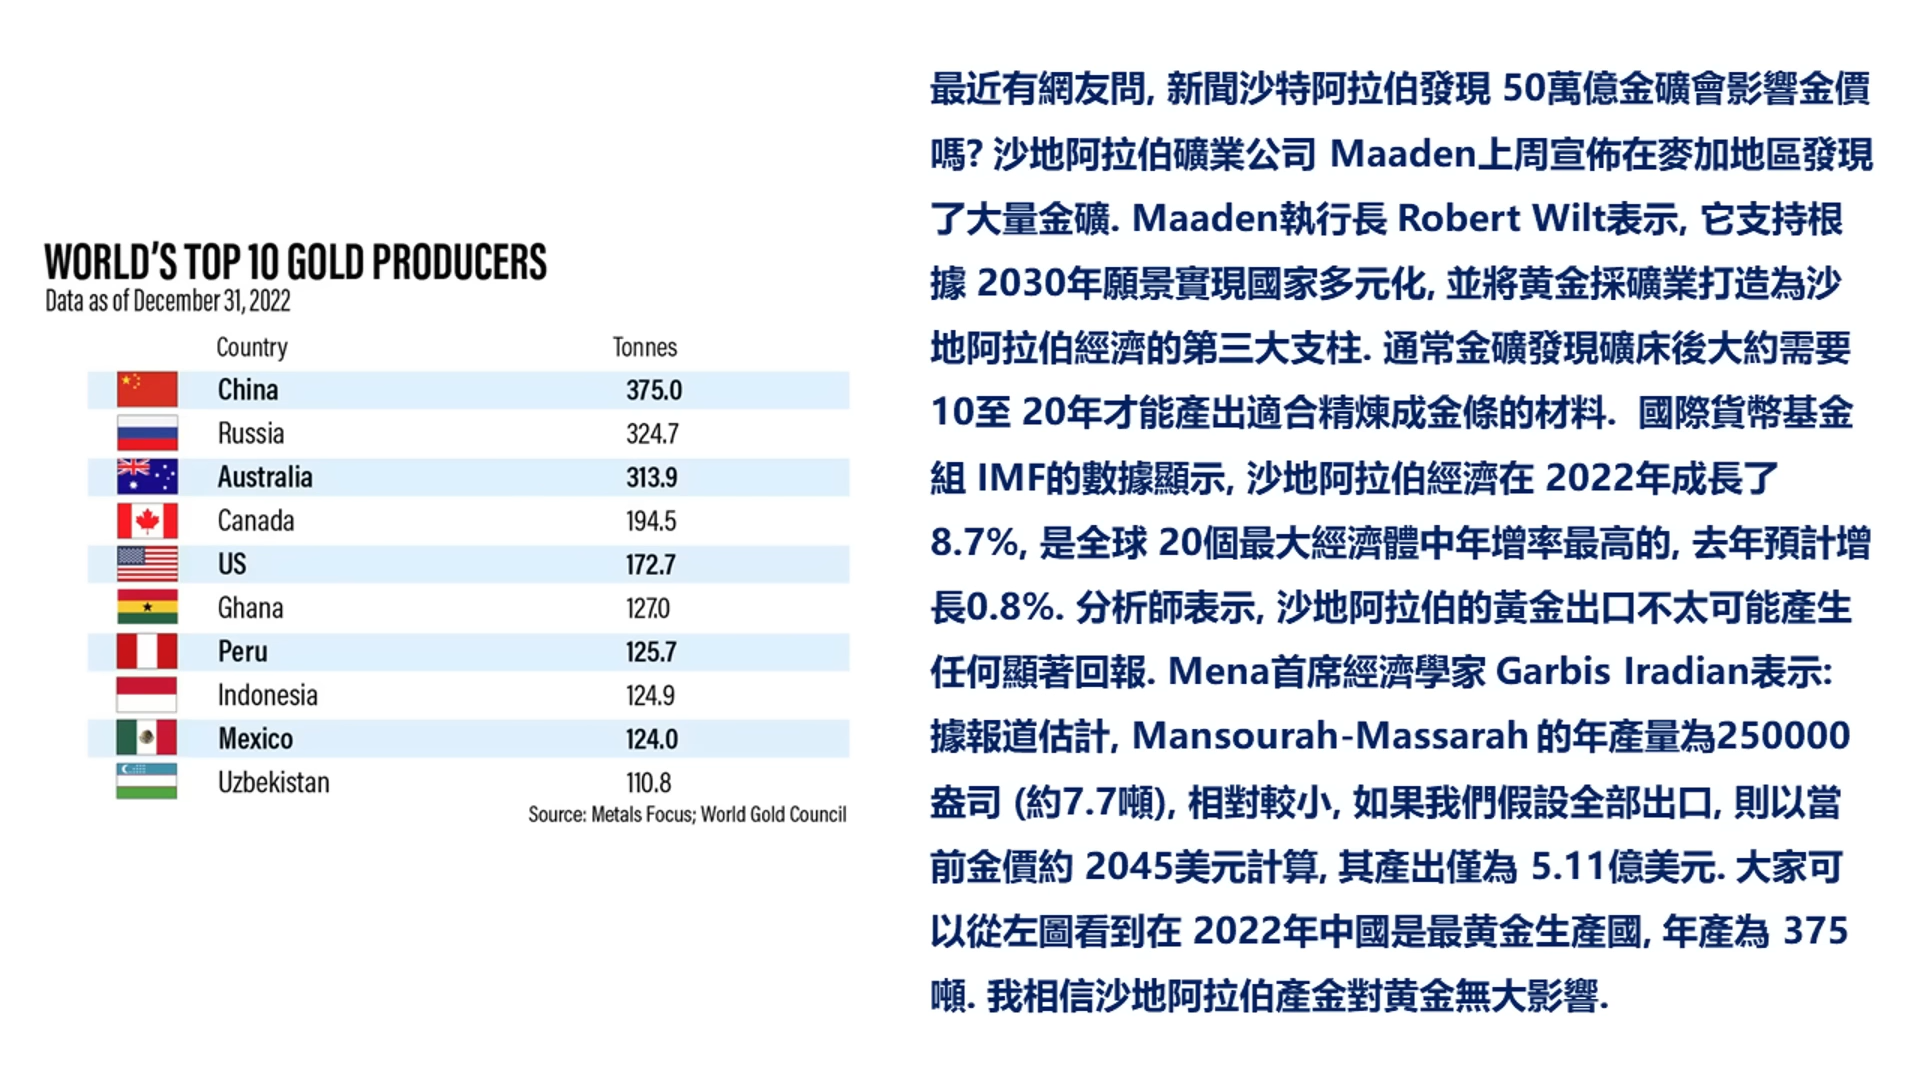 WORLD'S TOP 10 GOLD PRODUCERS
Data as of December 31, 2022
Country Tonnes
China 375.0
Russia 324.7
Australia 313.9
Canada 194.5
US 172.7
Ghana 127.0
Peru 125.7
Indonesia 124.9
Mexico 124.0
Uzbekistan 110.8
Source: Metals Focus; World Gold Council
最近有網友問, 新聞沙特阿拉伯發現 50萬億金礦會影響金價
嗎? 沙地阿拉伯礦業公司 Maaden上周宣佈在麥加地區發現
了大量金礦. Maaden執行長 Robert Wilt表示, 它支持根
據 2030年願景實現國家多元化, 並將黃金採礦業打造為沙
地阿拉伯經濟的第三大支柱. 通常金礦發現礦床後大約需要
10至 20年才能產出適合精煉成金條的材料. 國際貨幣基金
組 IMF的數據顯示, 沙地阿拉伯經濟在 2022年成長了
8.7%, 是全球 20個最大經濟體中年增率最高的, 去年預計增
長0.8%. 分析師表示, 沙地阿拉伯的黃金出口不太可能產生
任何顯著回報. Mena首席經濟學家 Garbis Iradian表示:
據報道估計, Mansourah-Massarah 的年產量為250000
盎司 (約7.7噸), 相對較小, 如果我們假設全部出口, 則以當
前金價約 2045美元計算, 其產出僅為 5.11億美元. 大家可
以從左圖看到在 2022年中國是最黄金生產國, 年產為 375
噸. 我相信沙地阿拉伯產金對黄金無大影響.